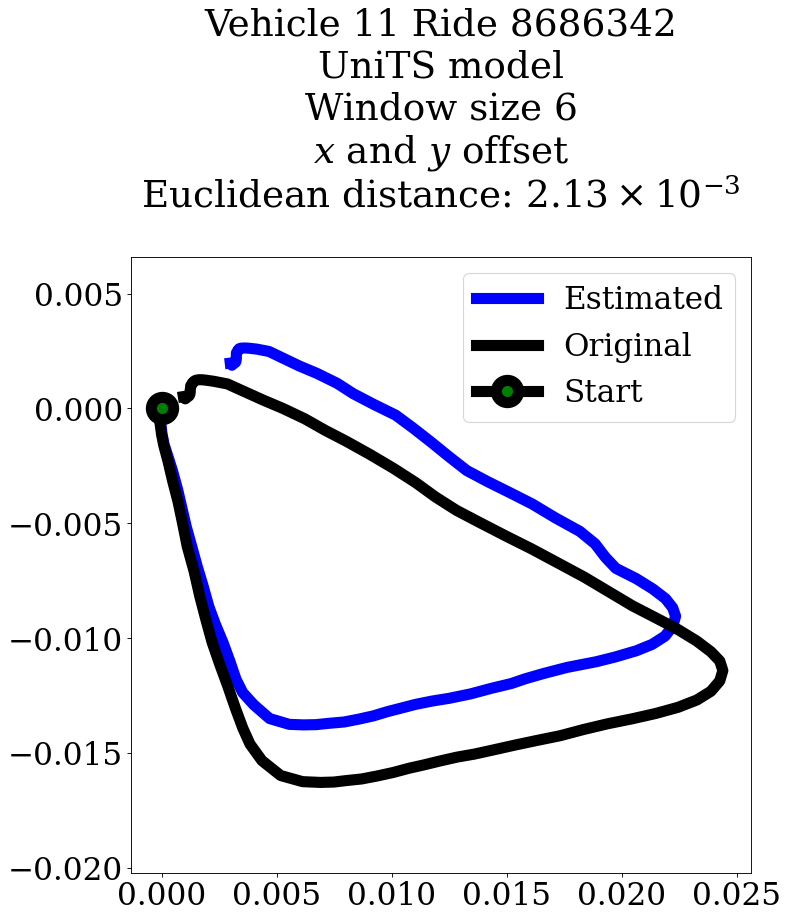 Vehicle 11 Ride 8686342
UniTS model
Window size 6
x and y offset
Euclidean distance: 2.13 × 10⁻³
Estimated
Original
Start
0.005
0.000
−0.005
−0.010
−0.015
−0.020
0.000 0.005 0.010 0.015 0.020 0.025